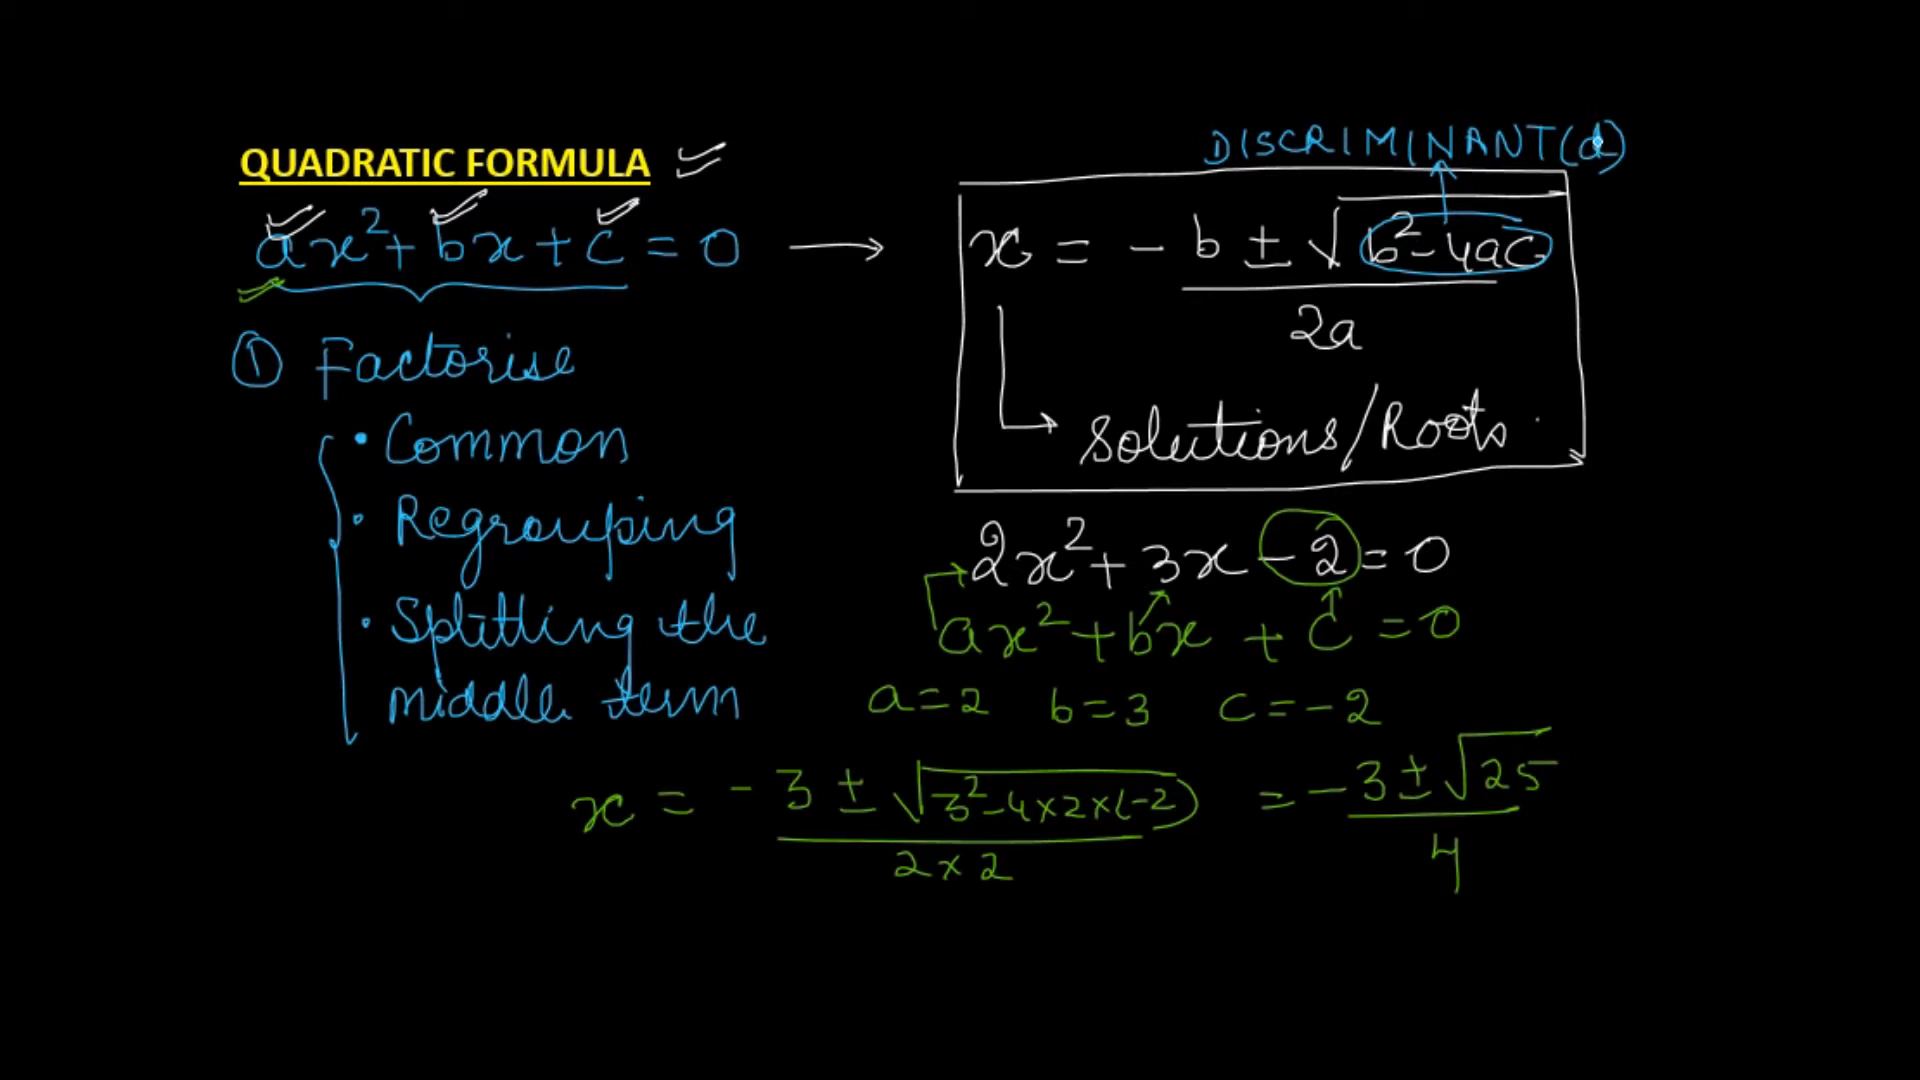 QUADRATIC FORMULA
ax² + bx + c = 0
① Factorise
• Common
• Regrouping
• Splitting the
middle term
DISCRIMINANT(d)
x = -b ± √b²-4ac
2a
Solutions/Roots
2x² + 3x - 2 = 0
ax² + bx + c = 0
a = 2 b = 3 c = -2
x = -3 ± √3²-4×2×(-2) = -3 ± √25
2×2 4